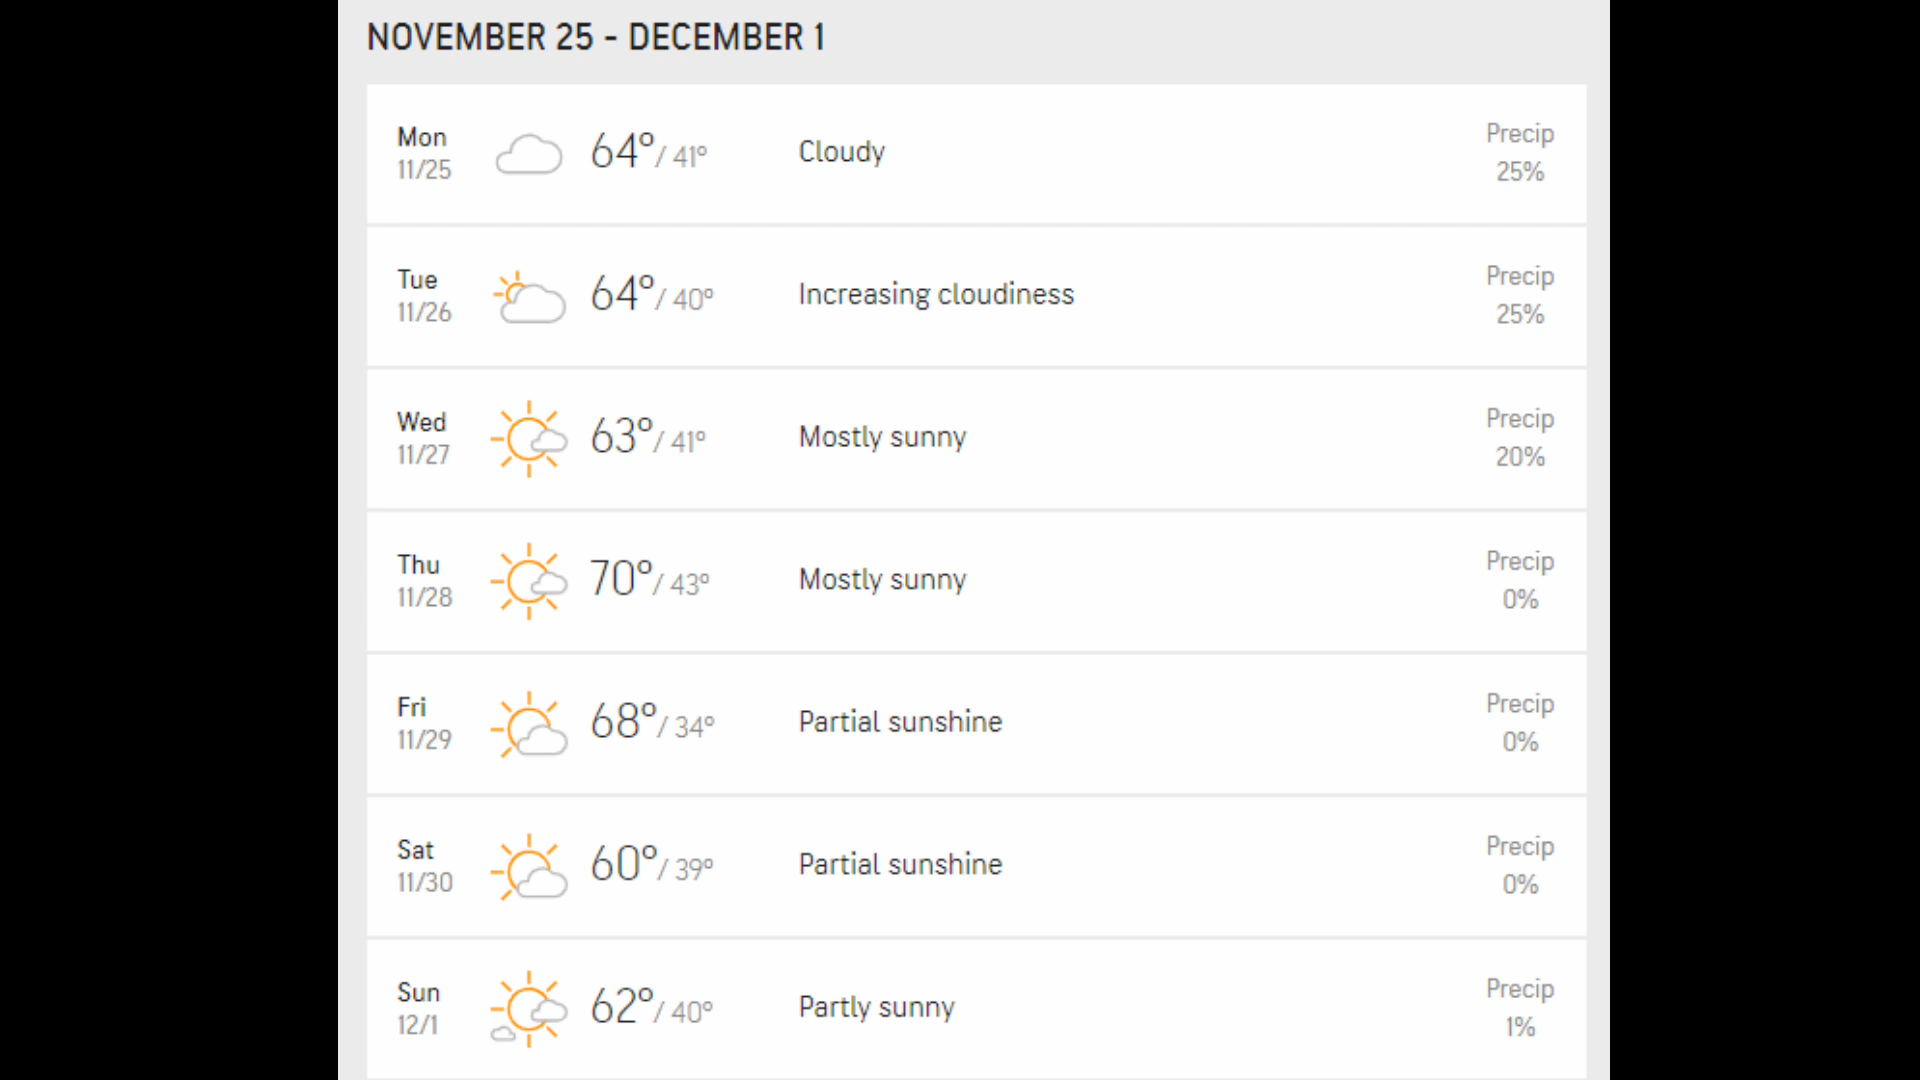 NOVEMBER 25 - DECEMBER 1
Mon
11/25
64°/ 41°
Cloudy
Precip
25%
Tue
11/26
64°/ 40°
Increasing cloudiness
Precip
25%
Wed
11/27
63°/ 41°
Mostly sunny
Precip
20%
Thu
11/28
70°/ 43°
Mostly sunny
Precip
0%
Fri
11/29
68°/ 34°
Partial sunshine
Precip
0%
Sat
11/30
60°/ 39°
Partial sunshine
Precip
0%
Sun
12/1
62°/ 40°
Partly sunny
Precip
1%